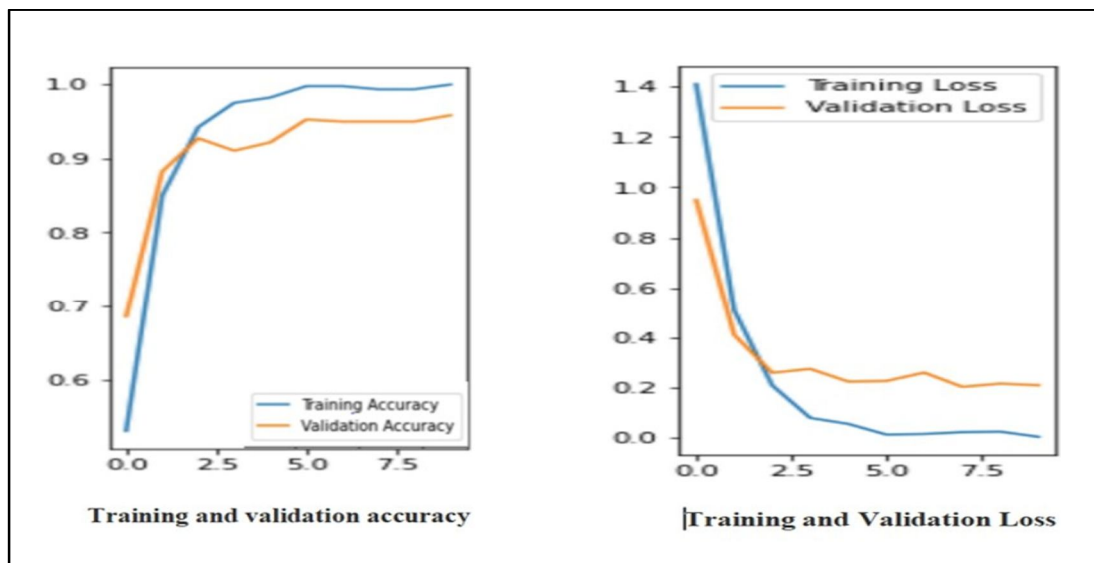 1.0
0.9
0.8
0.7
0.6
0.0 2.5 5.0 7.5
Training Accuracy
Validation Accuracy
Training and validation accuracy
1.4
1.2
1.0
0.8
0.6
0.4
0.2
0.0
0.0 2.5 5.0 7.5
Training Loss
Validation Loss
Training and Validation Loss